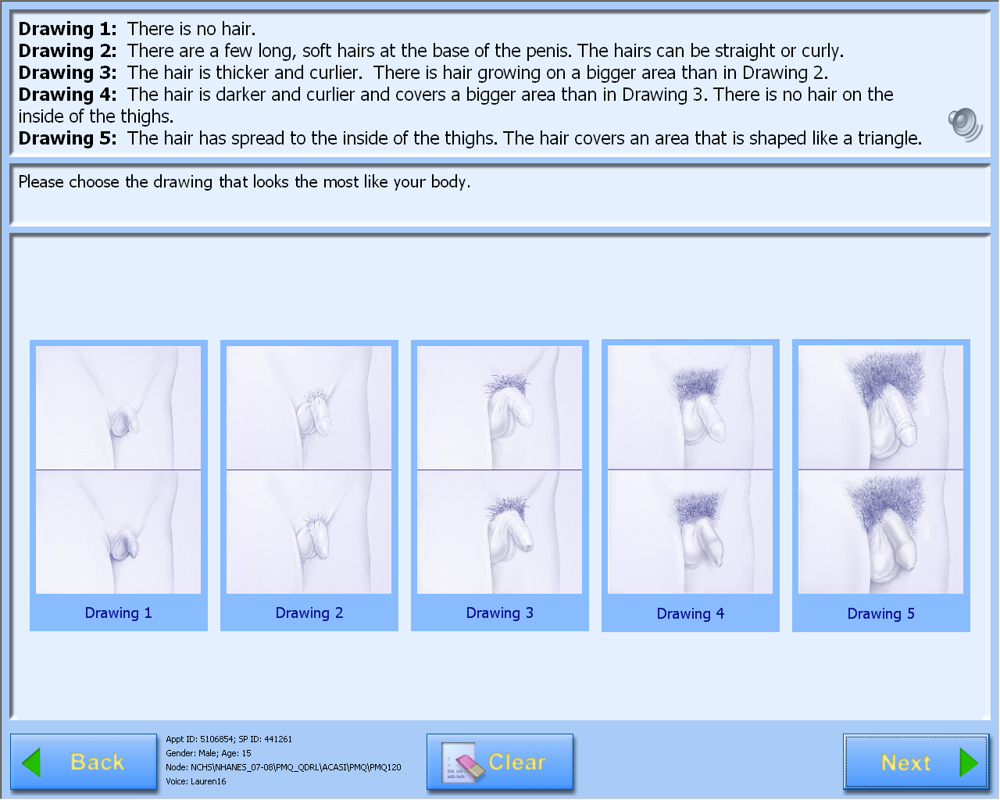 Drawing 1: There is no hair.
Drawing 2: There are a few long, soft hairs at the base of the penis. The hairs can be straight or curly.
Drawing 3: The hair is thicker and curlier. There is hair growing on a bigger area than in Drawing 2.
Drawing 4: The hair is darker and curlier and covers a bigger area than in Drawing 3. There is no hair on the
inside of the thighs.
Drawing 5: The hair has spread to the inside of the thighs. The hair covers an area that is shaped like a triangle.
Please choose the drawing that looks the most like your body.
Drawing 1
Drawing 2
Drawing 3
Drawing 4
Drawing 5
Back
Appt ID: 5106854; SP ID: 441261
Gender: Male; Age: 15
Node: NCHS\NHANES_07-08\PMQ_QDRL\ACASI\PMQ\PMQ120
Voice: Lauren16
Clear
Next